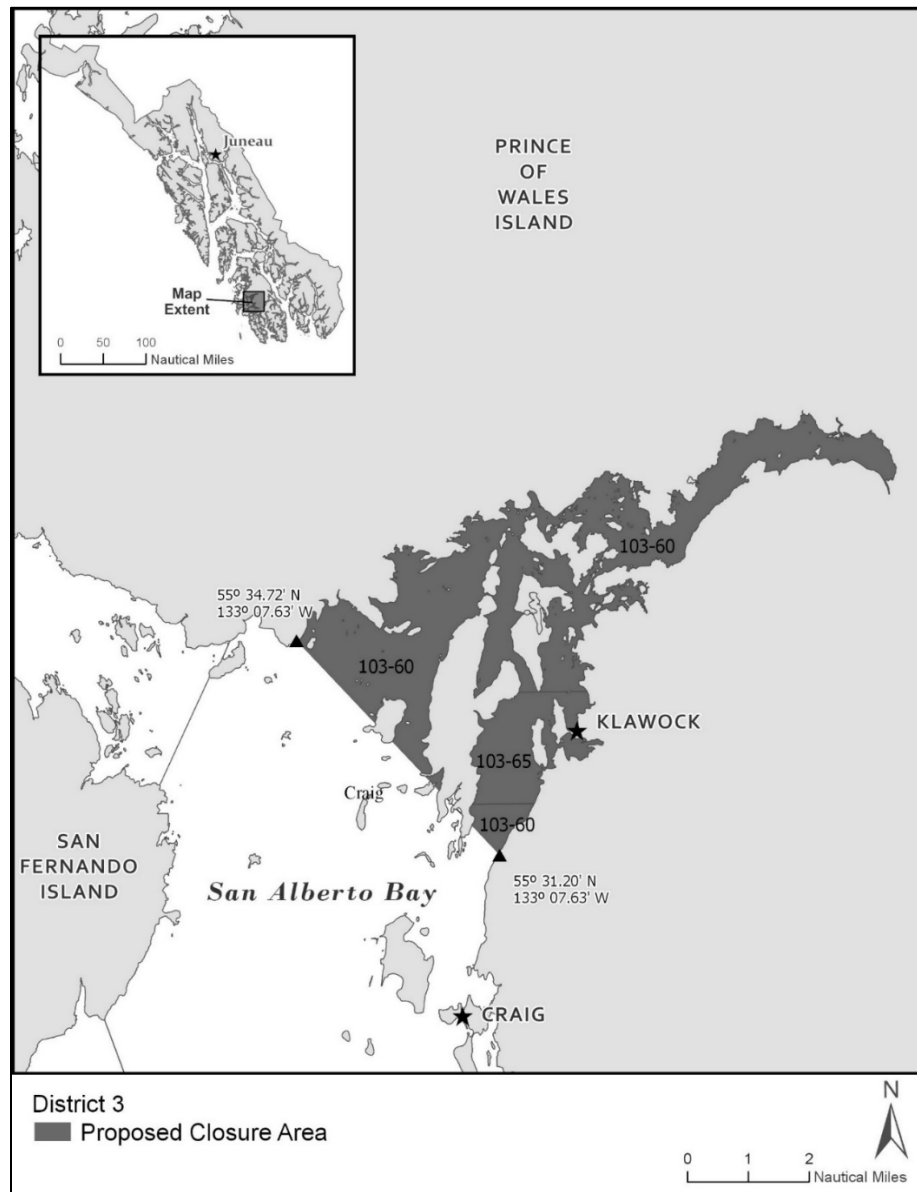 Juneau
Map
Extent
0 50 100
Nautical Miles
PRINCE
OF
WALES
ISLAND
103-60
55º 34.72' N
133º 07.63' W
103-60
KLAWOCK
103-65
Craig
103-60
SAN
FERNANDO
ISLAND
55º 31.20' N
133º 07.63' W
San Alberto Bay
CRAIG
District 3
Proposed Closure Area
N
0 1 2
Nautical Miles